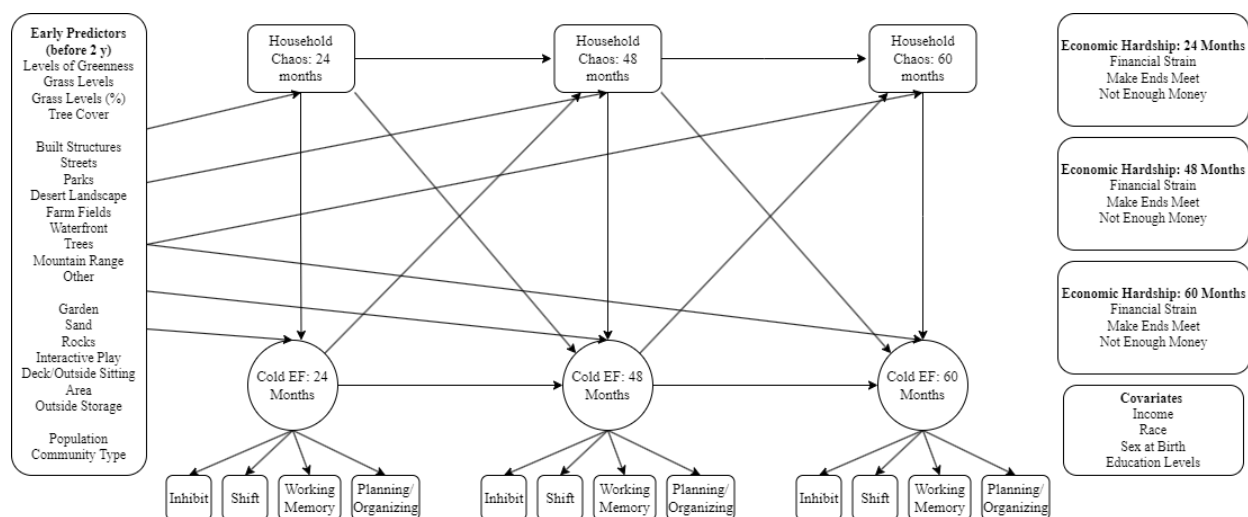 Early Predictors
(before 2 y)
Levels of Greenness
Grass Levels
Grass Levels (%)
Tree Cover
Built Structures
Streets
Parks
Desert Landscape
Farm Fields
Waterfront
Trees
Mountain Range
Other
Garden
Sand
Rocks
Interactive Play
Deck/Outside Sitting
Area
Outside Storage
Population
Community Type
Household
Chaos: 24
months
Household
Chaos: 48
months
Household
Chaos: 60
months
Cold EF: 24
Months
Cold EF: 48
Months
Cold EF: 60
Months
Inhibit
Shift
Working
Memory
Planning/
Organizing
Inhibit
Shift
Working
Memory
Planning/
Organizing
Inhibit
Shift
Working
Memory
Planning/
Organizing
Economic Hardship: 24 Months
Financial Strain
Make Ends Meet
Not Enough Money
Economic Hardship: 48 Months
Financial Strain
Make Ends Meet
Not Enough Money
Economic Hardship: 60 Months
Financial Strain
Make Ends Meet
Not Enough Money
Covariates
Income
Race
Sex at Birth
Education Levels